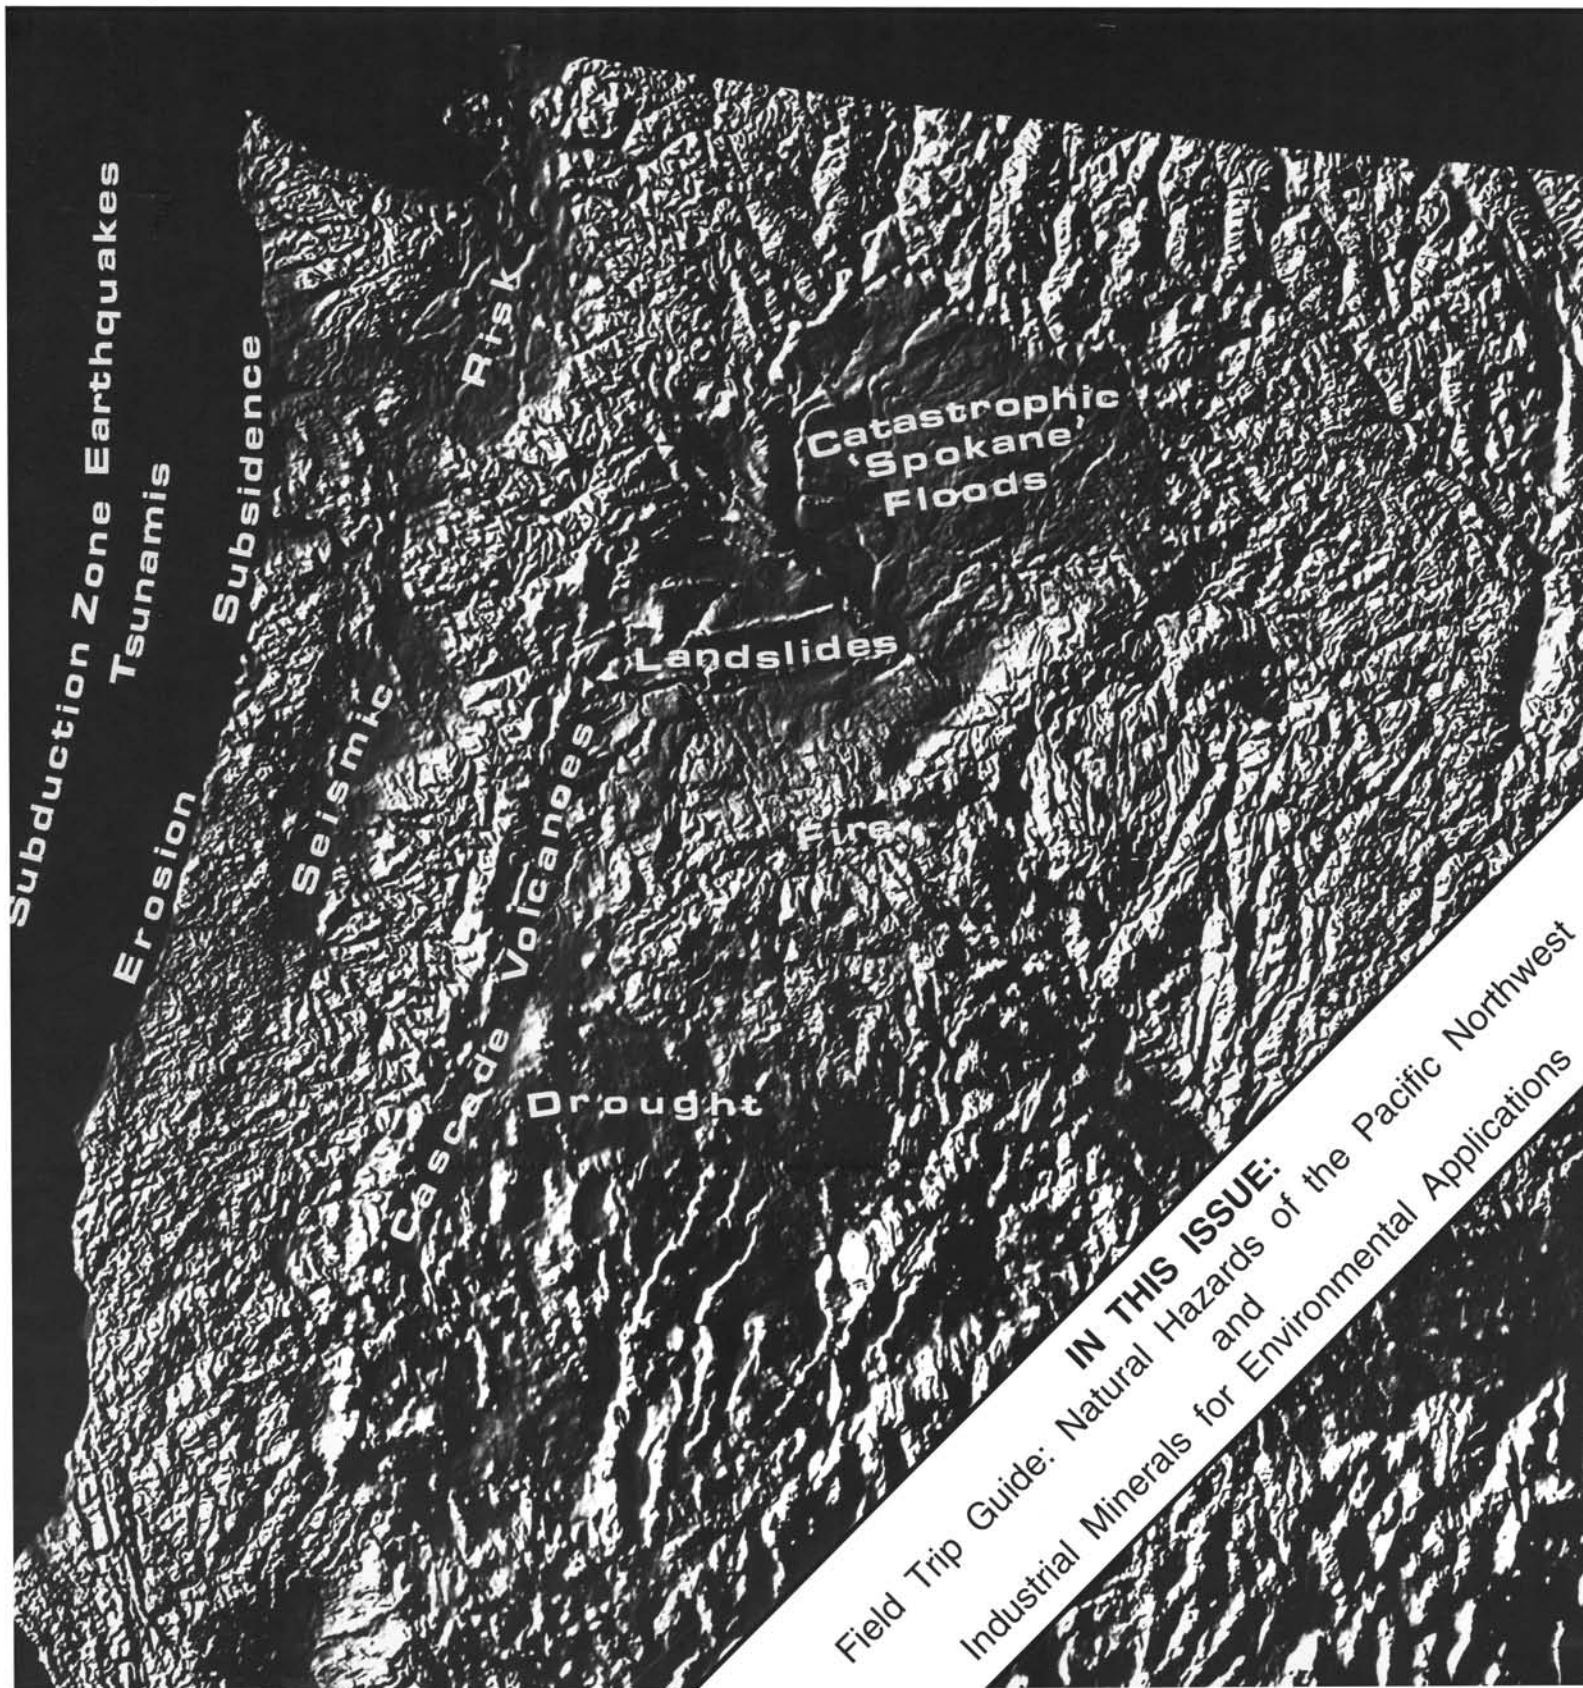 Subduction Zone Earthquakes
Tsunamis
Subsidence
Erosion
Seismic Risk
Cascade Volcanoes
Catastrophic
'Spokane'
Floods
Landslides
Fire
Drought
IN THIS ISSUE:
Field Trip Guide: Natural Hazards of the Pacific Northwest
and
Industrial Minerals for Environmental Applications